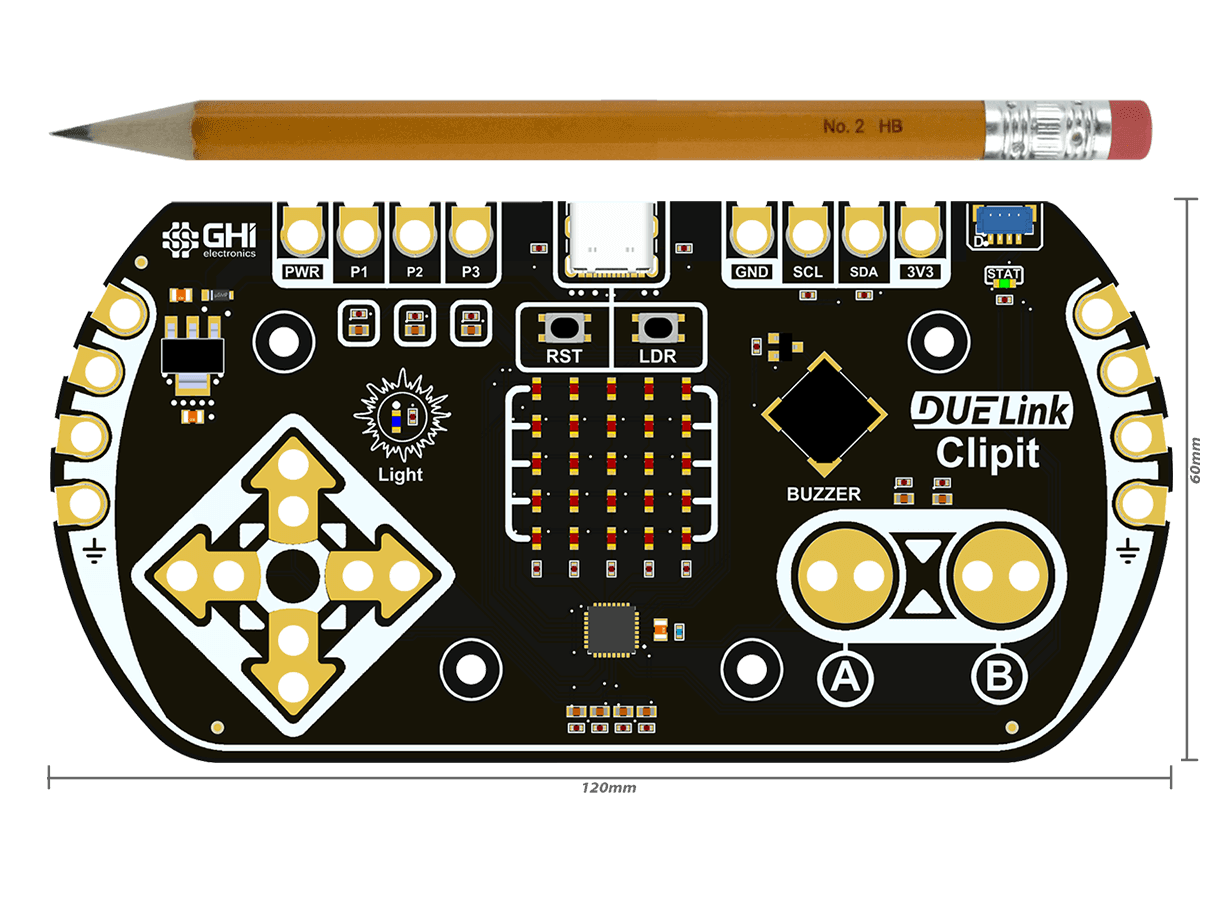 No. 2 HB
GHI
electronics
PWR
P1
P2
P3
GND
SCL
SDA
3V3
D
STAT
RST
LDR
Light
BUZZER
DUELink
Clipit
A
B
60mm
120mm